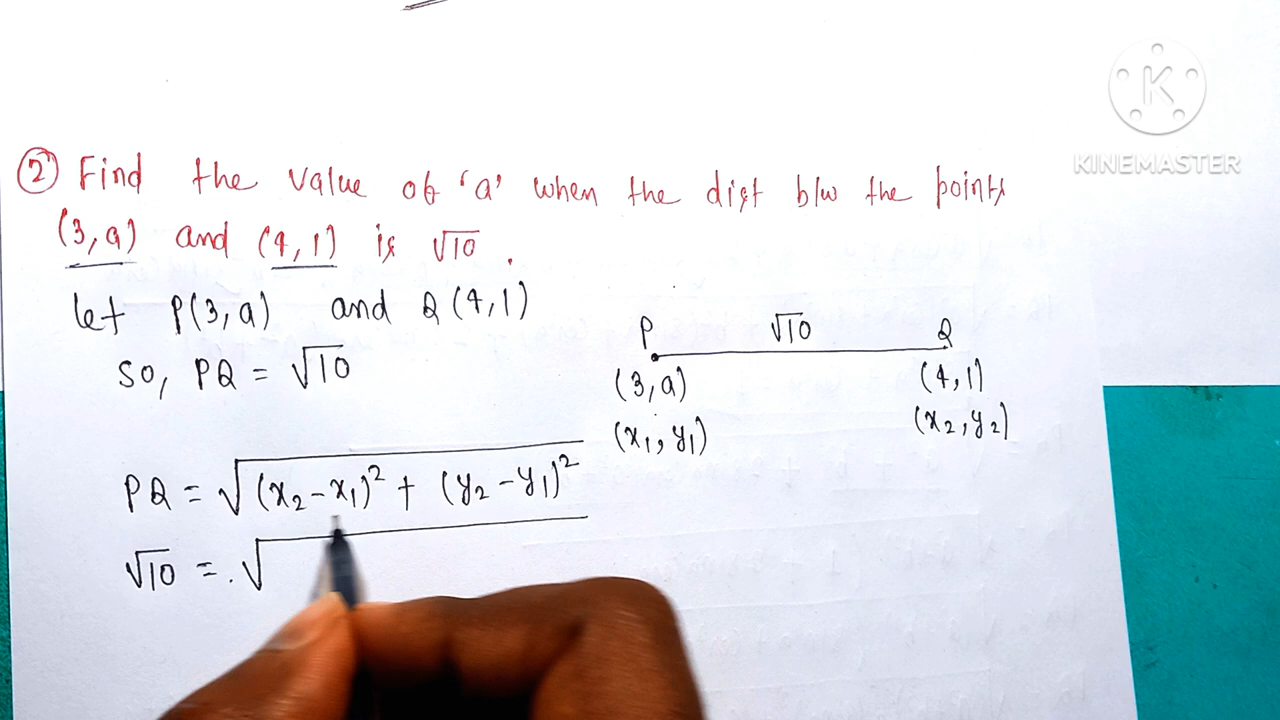 K
KINEMASTER
② Find the value of 'a' when the dist b/w the points
(3, a) and (4, 1) is √10.
let P(3, a) and Q(4, 1)
so, PQ = √10
P √10 Q
(3, a) (4, 1)
(x₁, y₁) (x₂, y₂)
PQ = √(x₂ - x₁)² + (y₂ - y₁)²
√10 = √